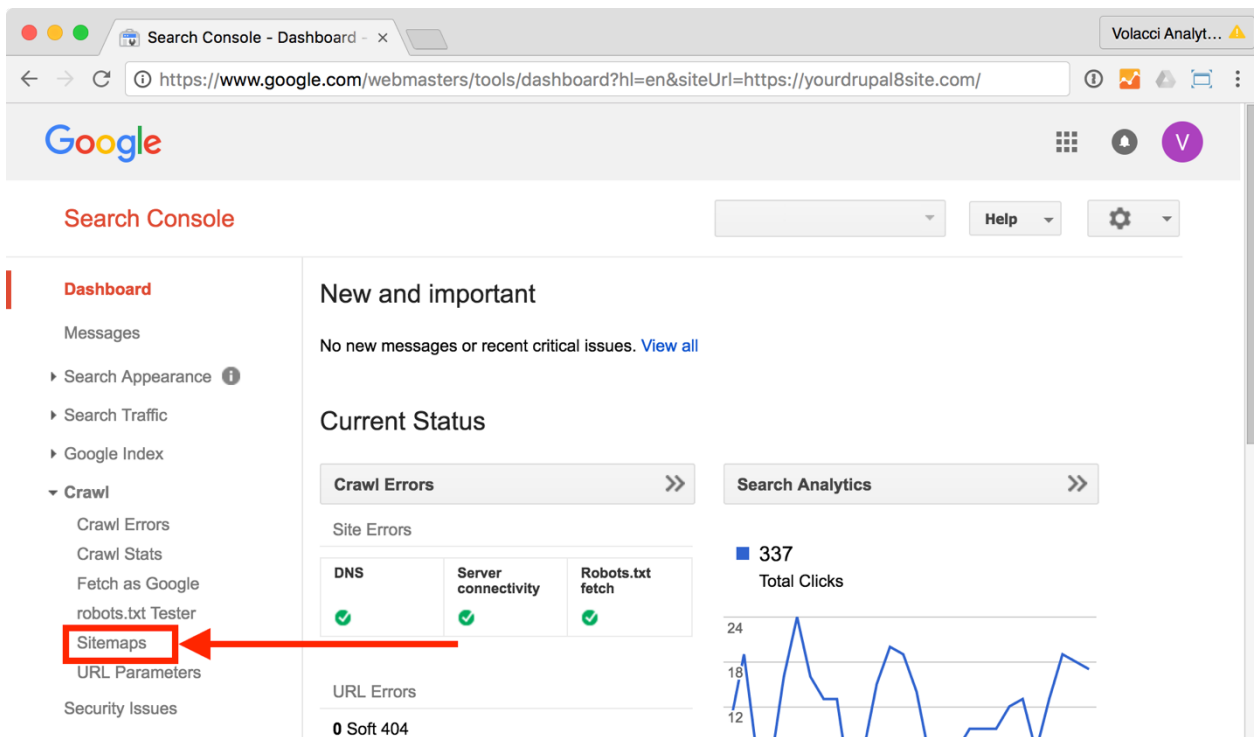 Search Console - Dashboard -
Volacci Analyt...
https://www.google.com/webmasters/tools/dashboard?hl=en&siteUrl=https://yourdrupal8site.com/
Google
V
Search Console
Help
Dashboard
Messages
Search Appearance
Search Traffic
Google Index
Crawl
Crawl Errors
Crawl Stats
Fetch as Google
robots.txt Tester
Sitemaps
URL Parameters
Security Issues
New and important
No new messages or recent critical issues. View all
Current Status
Crawl Errors
Site Errors
DNS
Server
connectivity
Robots.txt
fetch
URL Errors
0 Soft 404
Search Analytics
337
Total Clicks
24
18
12